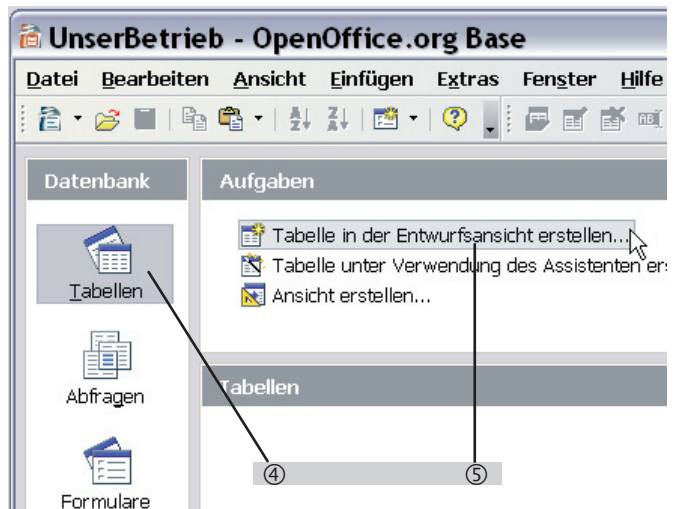 UnserBetrieb - OpenOffice.org Base
Datei Bearbeiten Ansicht Einfügen Extras Fenster Hilfe
Datenbank
Aufgaben
Tabelle in der Entwurfsansicht erstellen...
Tabelle unter Verwendung des Assistenten er
Ansicht erstellen...
Tabellen
Abfragen
Formulare
Tabellen
④ ⑤